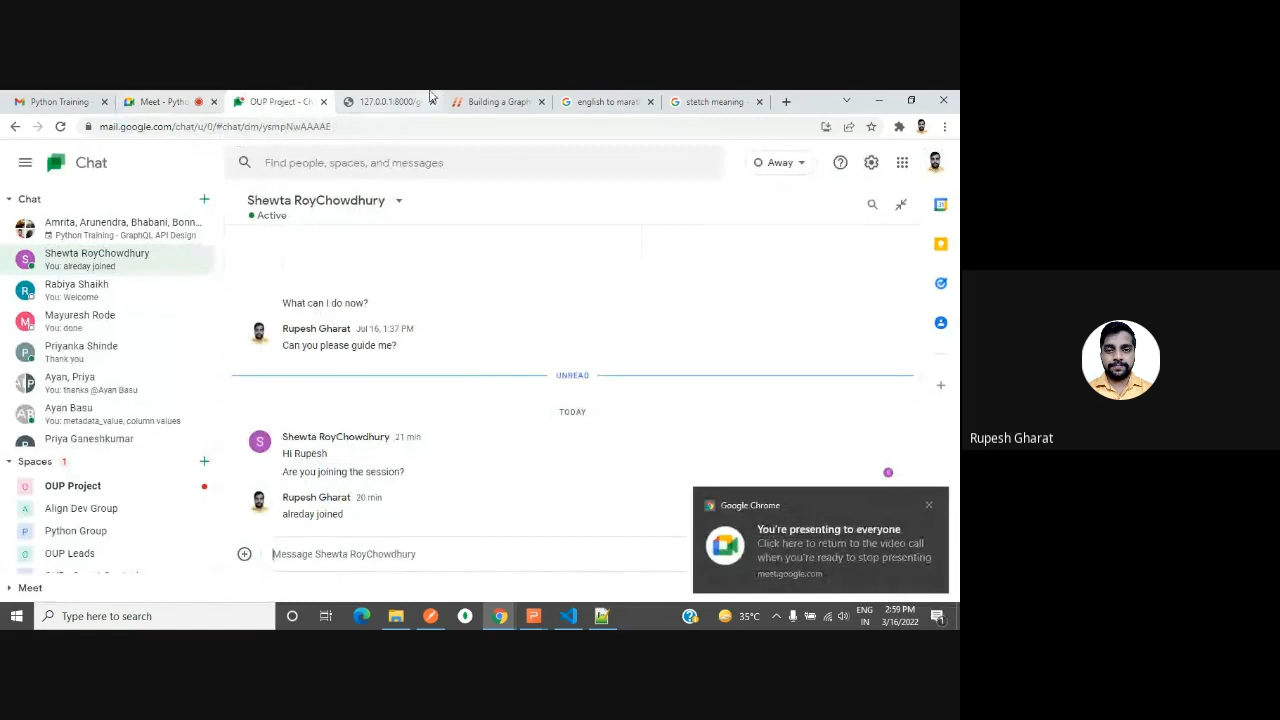 Python Training
Meet - Pytho
OUP Project - Ch
127.0.0.1:8000/g
Building a Graph
english to marat
stetch meaning -
mail.google.com/chat/u/0/#chat/dm/ysmpNwAAAAE
Chat
Find people, spaces, and messages
Away
Chat
Amrita, Arunendra, Bhabani, Bonn...
Python Training - GraphQL API Design
Shewta RoyChowdhury
You: alreday joined
Rabiya Shaikh
You: Welcome
Mayuresh Rode
You: done
Priyanka Shinde
Thank you
Ayan, Priya
You: thanks @Ayan Basu
Ayan Basu
You: metadata_value, column values
Priya Ganeshkumar
Spaces 1
OUP Project
Align Dev Group
Python Group
OUP Leads
Meet
Shewta RoyChowdhury
Active
What can I do now?
Rupesh Gharat Jul 16, 1:37 PM
Can you please guide me?
UNREAD
TODAY
Shewta RoyChowdhury 21 min
Hi Rupesh
Are you joining the session?
Rupesh Gharat 20 min
alreday joined
Message Shewta RoyChowdhury
Google Chrome
You're presenting to everyone
Click here to return to the video call
when you're ready to stop presenting
meet.google.com
Type here to search
35°C
ENG
IN
2:59 PM
3/16/2022
Rupesh Gharat